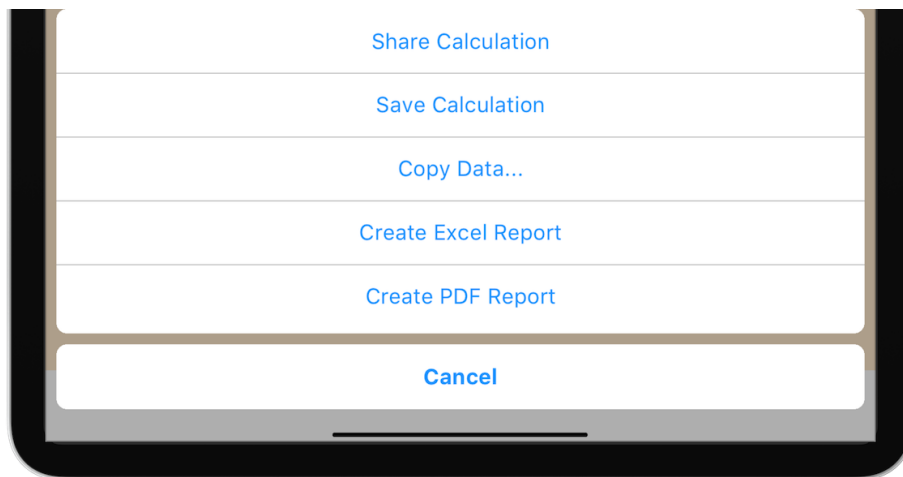 Share Calculation
Save Calculation
Copy Data...
Create Excel Report
Create PDF Report
Cancel